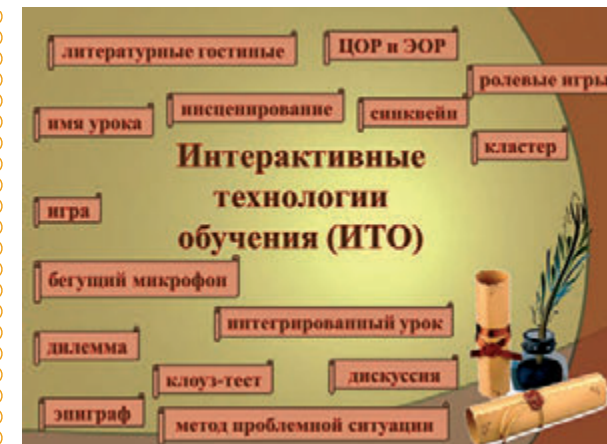 литературные гостиные
ЦОР и ЭОР
ролевые игры
имя урока
инсценирование
синквейн
кластер
Интерактивные
технологии
обучения (ИТО)
игра
бегущий микрофон
интегрированный урок
дилемма
клоуз-тест
дискуссия
эпиграф
метод проблемной ситуации